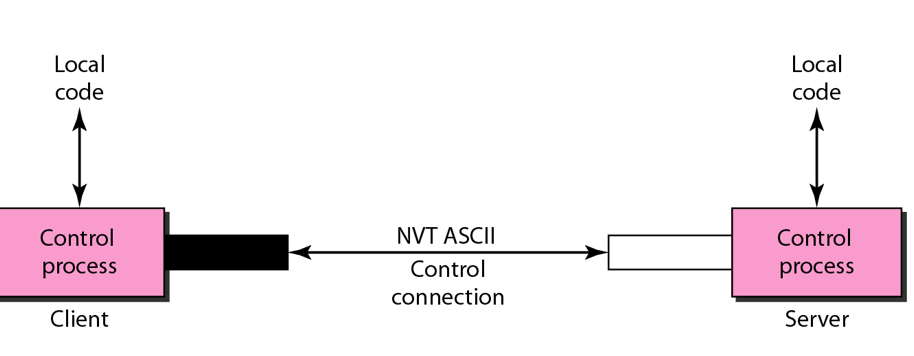 Local
code
Local
code
Control
process
NVT ASCII
Control
connection
Control
process
Client
Server